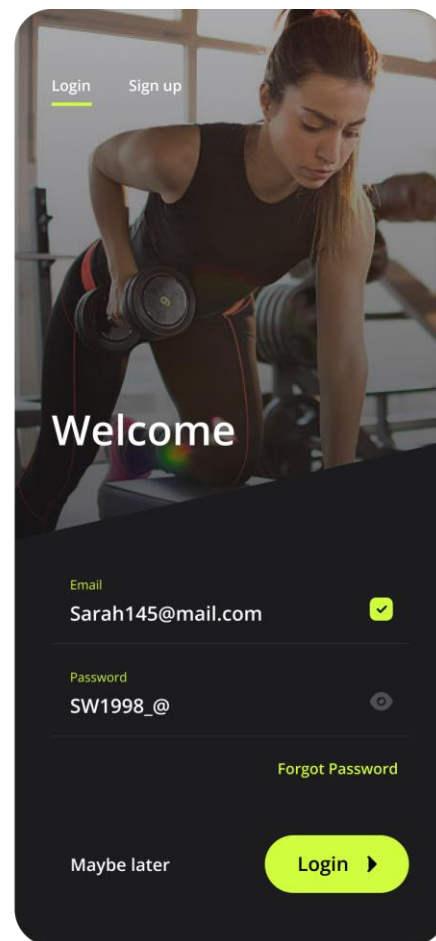 Login Sign up
Welcome
Email
Sarah145@mail.com
Password
SW1998_@
Forgot Password
Maybe later Login